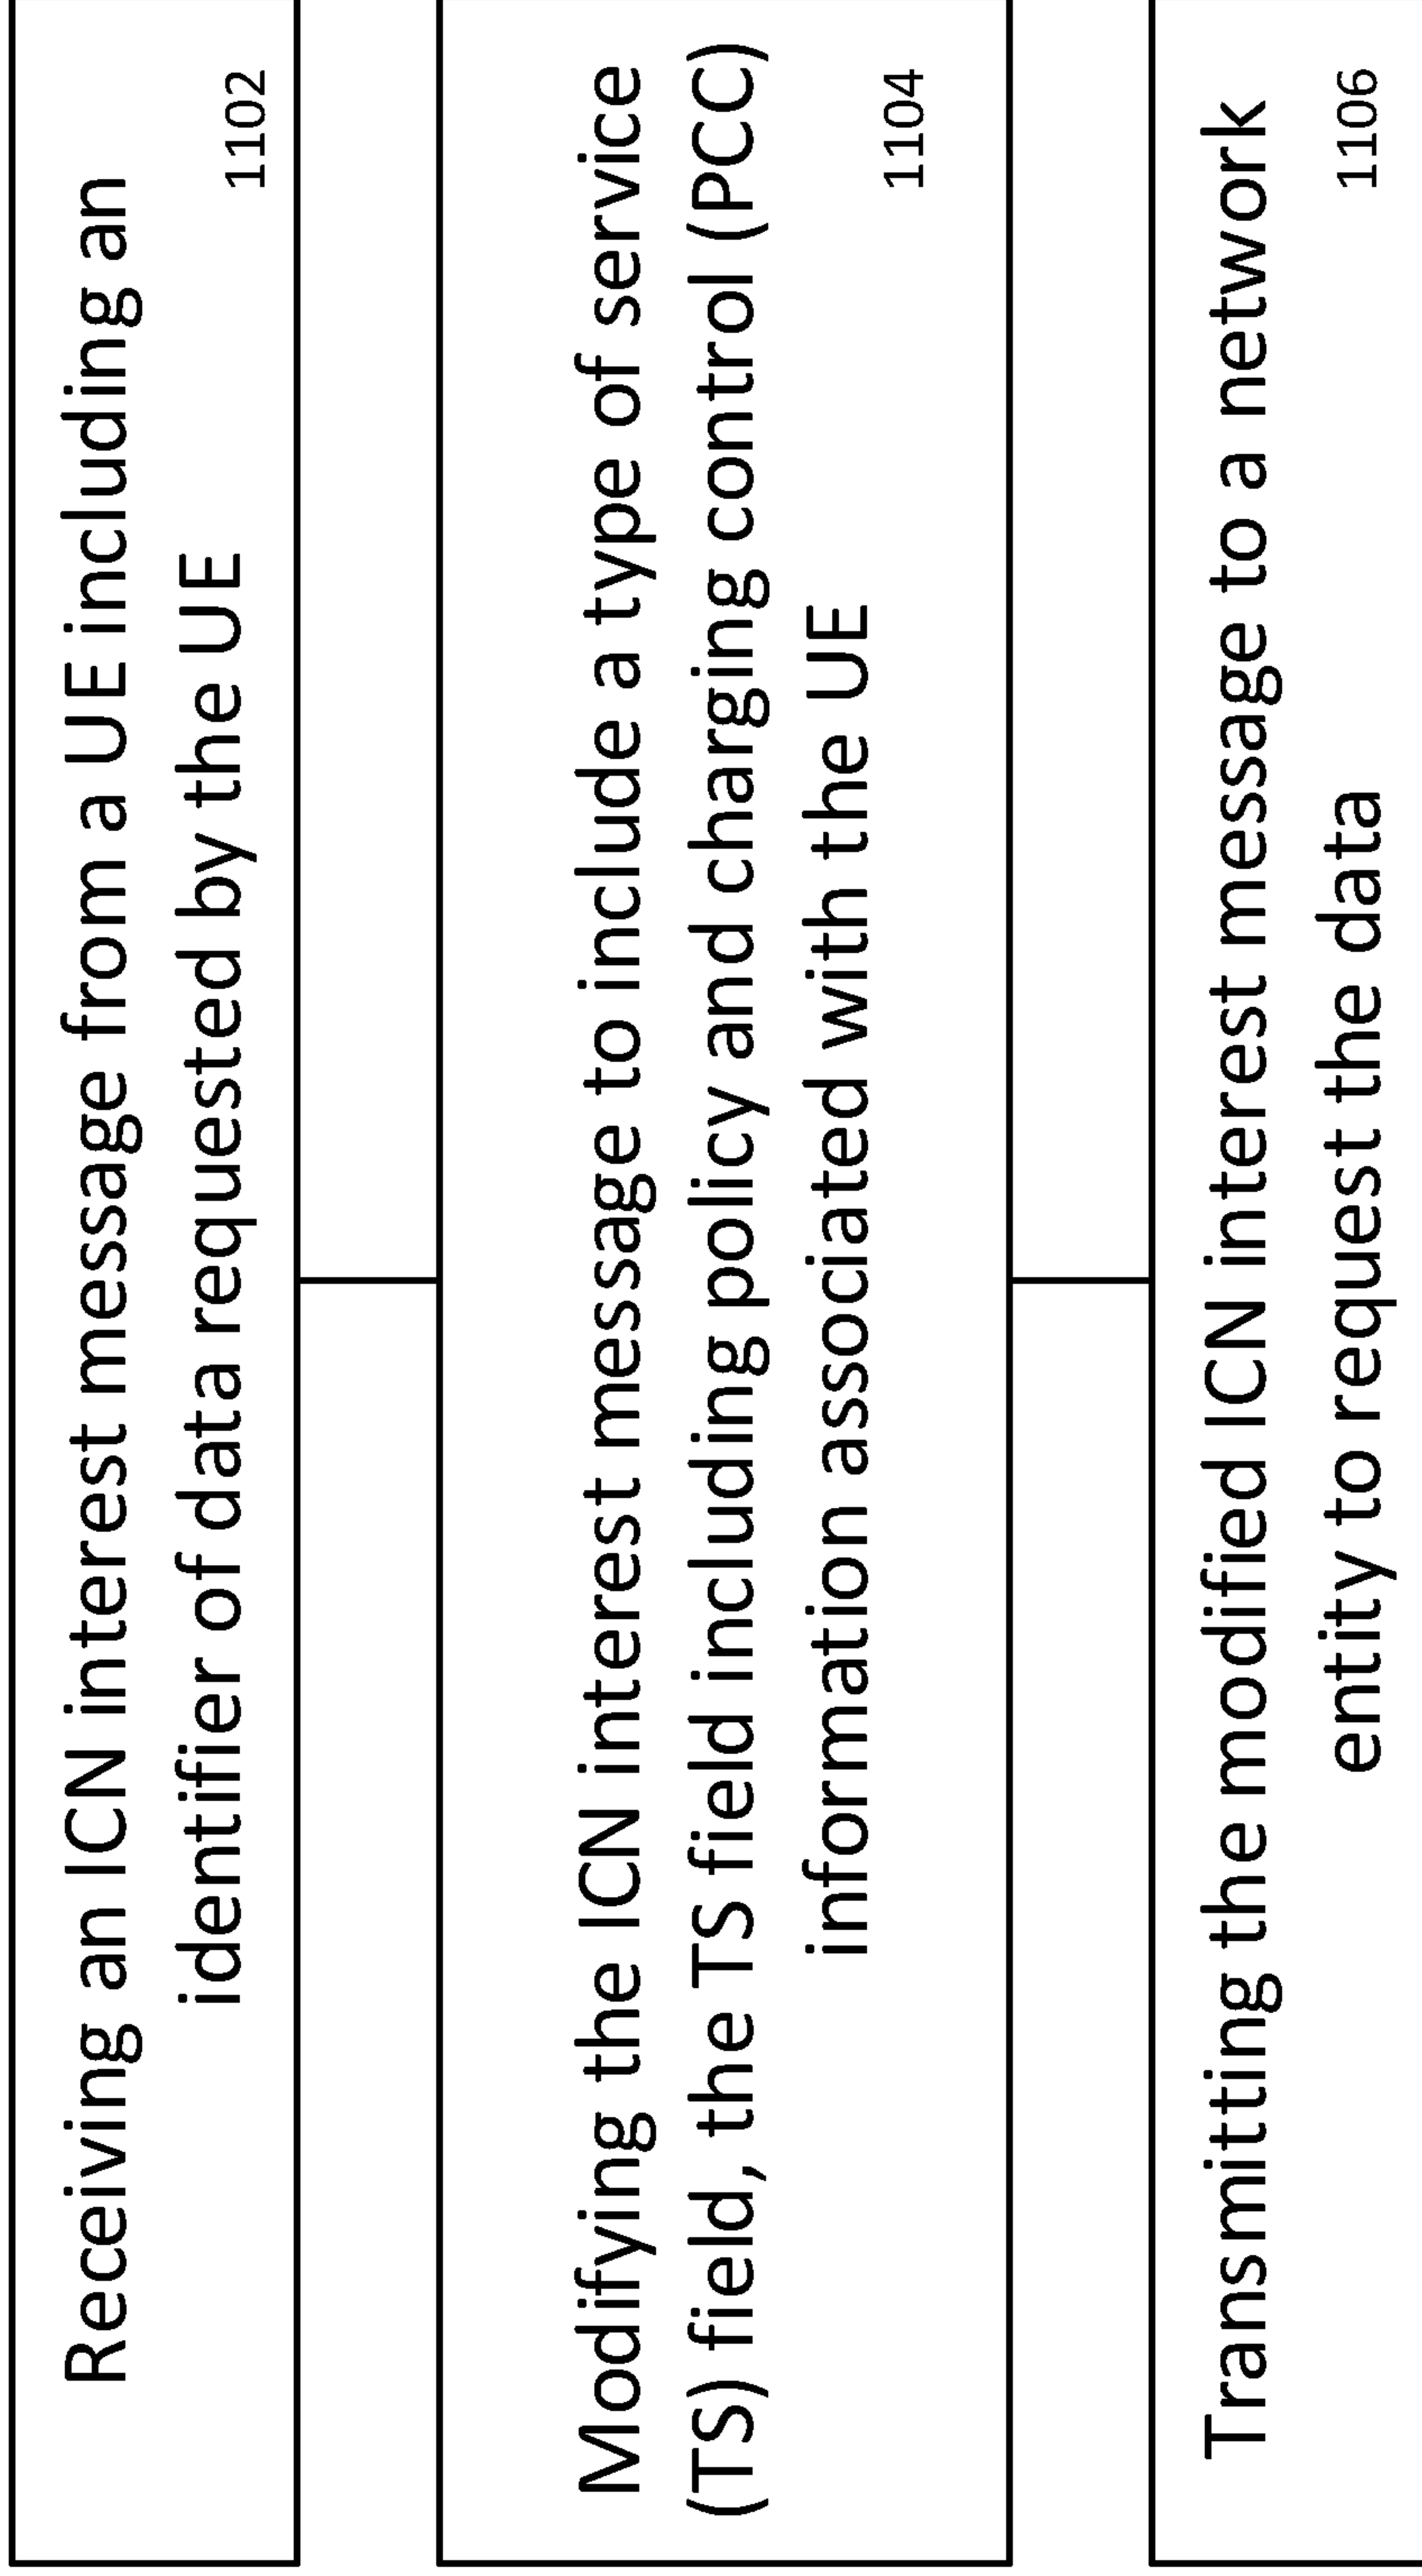 Receiving an ICN interest message from a UE including an
identifier of data requested by the UE
1102
Modifying the ICN interest message to include a type of service
(TS) field, the TS field including policy and charging control (PCC)
information associated with the UE
1104
Transmitting the modified ICN interest message to a network
entity to request the data
1106